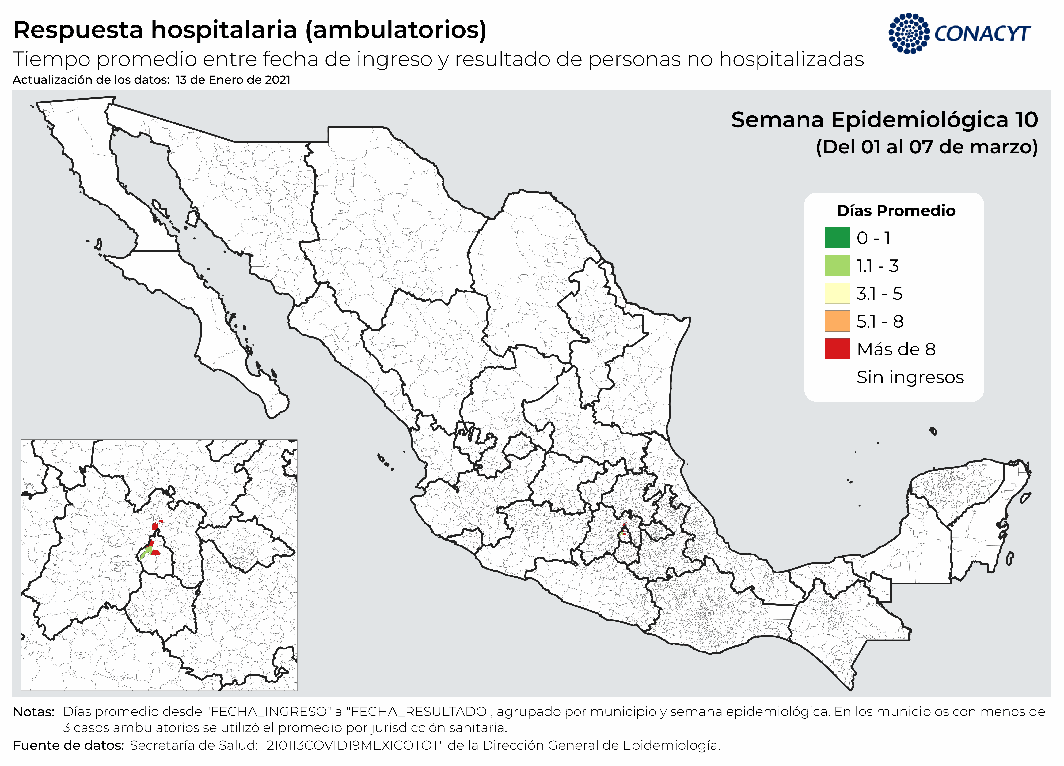 Respuesta hospitalaria (ambulatorios)
Tiempo promedio entre fecha de ingreso y resultado de personas no hospitalizadas
Actualización de los datos: 13 de Enero de 2021
CONACYT
Semana Epidemiológica 10
(Del 01 al 07 de marzo)
Días Promedio
0 - 1
1.1 - 3
3.1 - 5
5.1 - 8
Más de 8
Sin ingresos
Notas: Días promedio desde "FECHA_INGRESO" a "FECHA_RESULTADO", agrupado por municipio y semana epidemiológica. En los municipios con menos de
3 casos ambulatorios se utilizó el promedio por jurisdicción sanitaria.
Fuente de datos: Secretaría de Salud: "210113COVID19MEXICOTOT" de la Dirección General de Epidemiología.